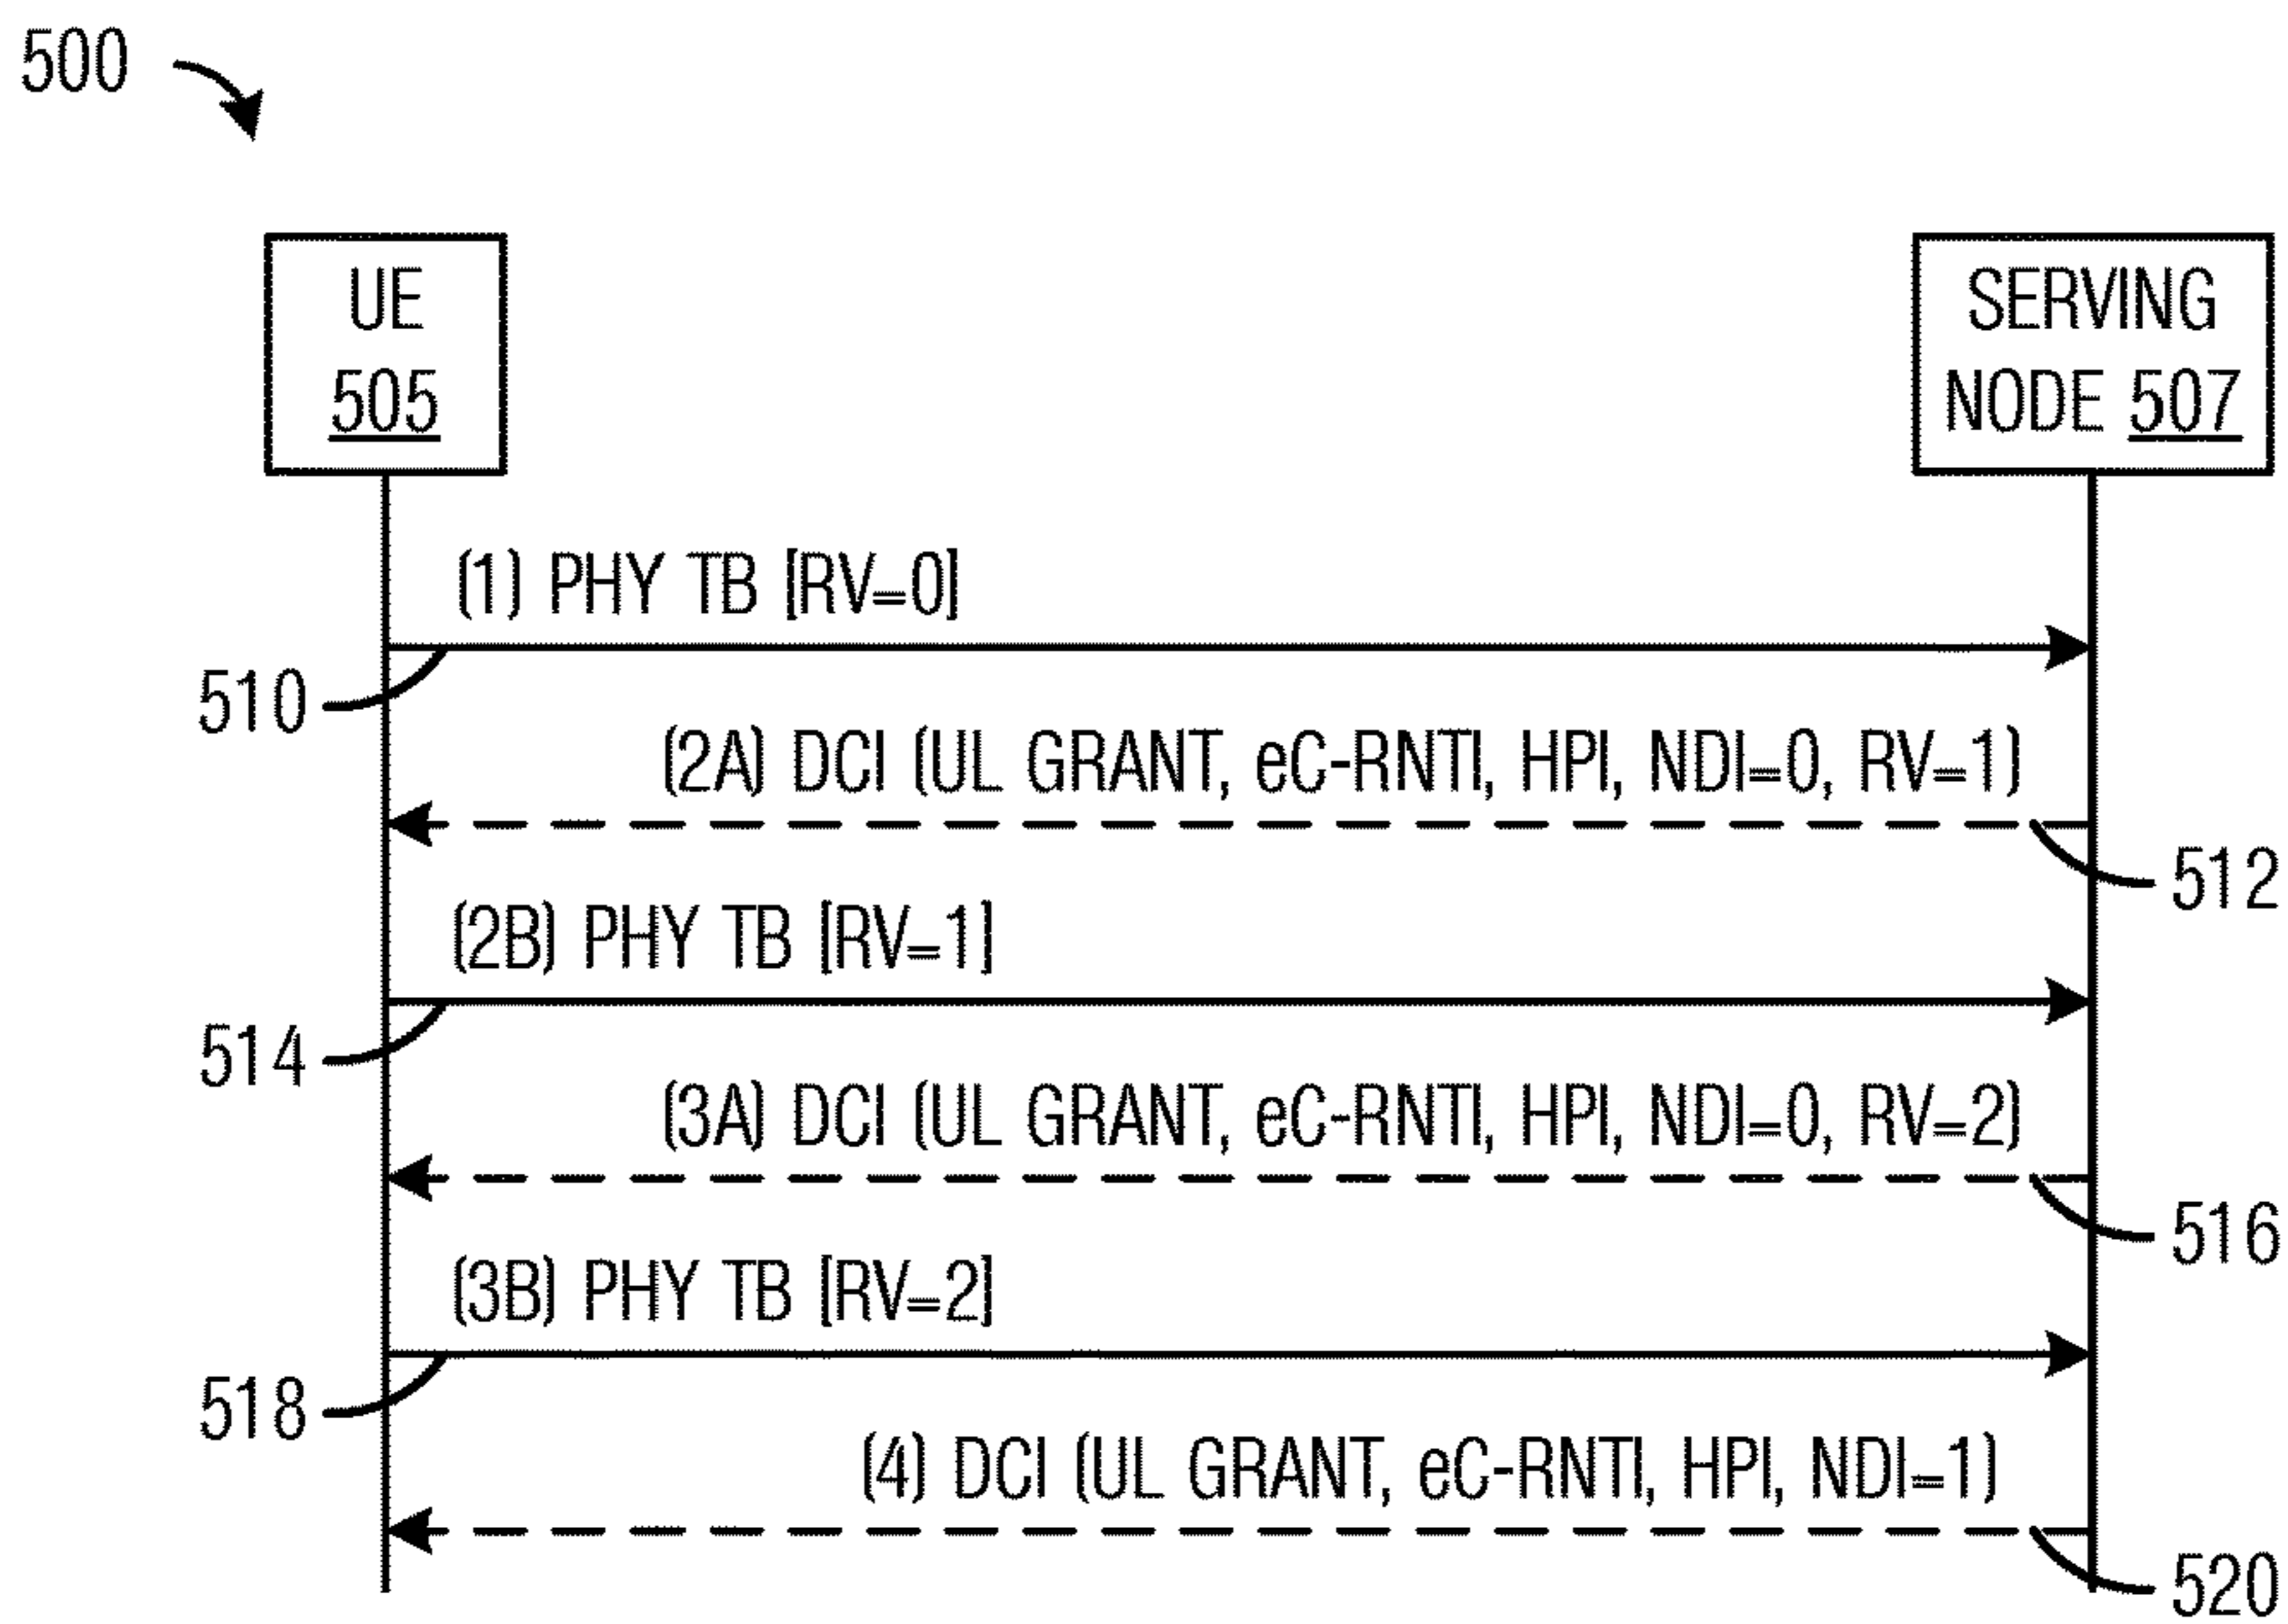 500
UE
505
SERVING
NODE 507
(1) PHY TB [RV=0]
510
(2A) DCI (UL GRANT, eC-RNTI, HPI, NDI=0, RV=1)
512
(2B) PHY TB [RV=1]
514
(3A) DCI (UL GRANT, eC-RNTI, HPI, NDI=0, RV=2)
516
(3B) PHY TB [RV=2]
518
(4) DCI (UL GRANT, eC-RNTI, HPI, NDI=1)
520